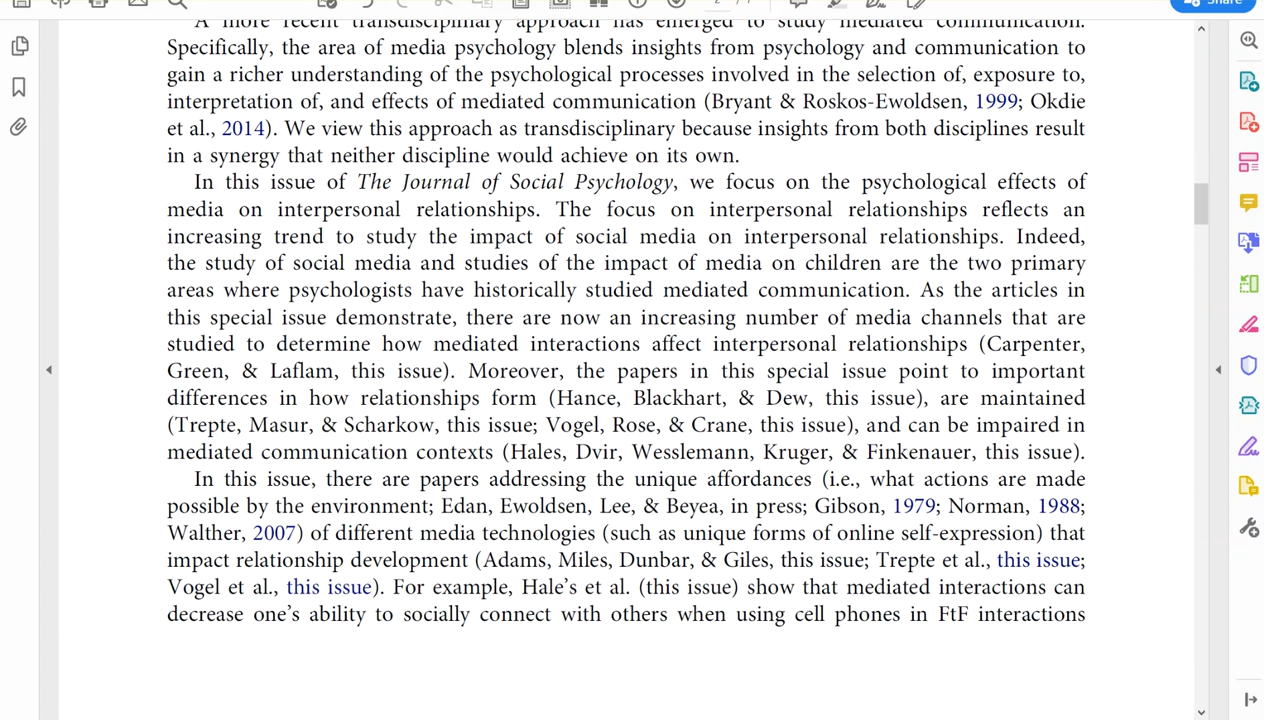 Share
A more recent transdisciplinary approach has emerged to study mediated communication.
Specifically, the area of media psychology blends insights from psychology and communication to
gain a richer understanding of the psychological processes involved in the selection of, exposure to,
interpretation of, and effects of mediated communication (Bryant & Roskos-Ewoldsen, 1999; Okdie
et al., 2014). We view this approach as transdisciplinary because insights from both disciplines result
in a synergy that neither discipline would achieve on its own.
In this issue of The Journal of Social Psychology, we focus on the psychological effects of
media on interpersonal relationships. The focus on interpersonal relationships reflects an
increasing trend to study the impact of social media on interpersonal relationships. Indeed,
the study of social media and studies of the impact of media on children are the two primary
areas where psychologists have historically studied mediated communication. As the articles in
this special issue demonstrate, there are now an increasing number of media channels that are
studied to determine how mediated interactions affect interpersonal relationships (Carpenter,
Green, & Laflam, this issue). Moreover, the papers in this special issue point to important
differences in how relationships form (Hance, Blackhart, & Dew, this issue), are maintained
(Trepte, Masur, & Scharkow, this issue; Vogel, Rose, & Crane, this issue), and can be impaired in
mediated communication contexts (Hales, Dvir, Wesslemann, Kruger, & Finkenauer, this issue).
In this issue, there are papers addressing the unique affordances (i.e., what actions are made
possible by the environment; Edan, Ewoldsen, Lee, & Beyea, in press; Gibson, 1979; Norman, 1988;
Walther, 2007) of different media technologies (such as unique forms of online self-expression) that
impact relationship development (Adams, Miles, Dunbar, & Giles, this issue; Trepte et al., this issue;
Vogel et al., this issue). For example, Hale's et al. (this issue) show that mediated interactions can
decrease one's ability to socially connect with others when using cell phones in FtF interactions